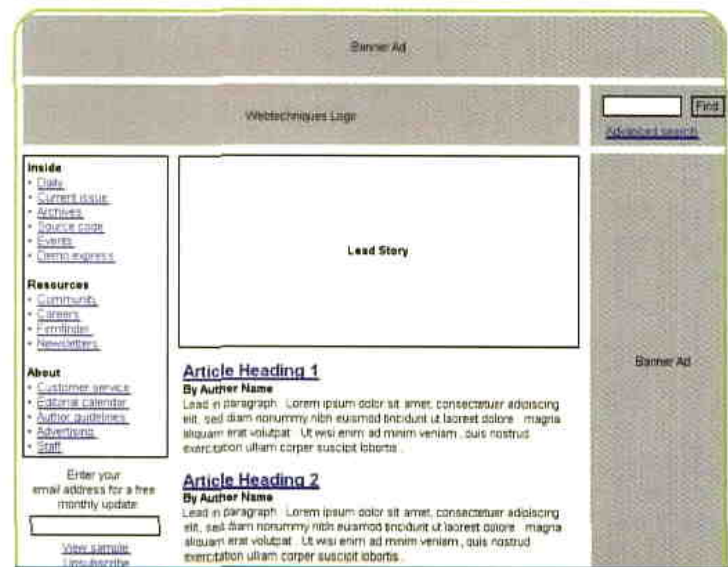 Banner Ad
Webtechniques Logo
Find
Advanced search
Inside
• Daily
• Current issue
• Archives
• Source code
• Events
• Demo express
Resources
• Community
• Careers
• Firmfinder
• Newsletters
About
• Customer service
• Editorial calendar
• Author guidelines
• Advertising
• Staff
Enter your
email address for a free
monthly update
View sample
Unsubscribe
Lead Story
Article Heading 1
By Author Name
Lead in paragraph. Lorem ipsum dolor sit amet, consectetuer adipiscing
elit, sed diam nonummy nibh euismod tincidunt ut laoreet dolore magna
aliquam erat volutpat. Ut wisi enim ad minim veniam, quis nostrud
exercitation ullam corper suscipit lobortis.
Article Heading 2
By Author Name
Lead in paragraph. Lorem ipsum dolor sit amet, consectetuer adipiscing
elit, sed diam nonummy nibh euismod tincidunt ut laoreet dolore magna
aliquam erat volutpat. Ut wisi enim ad minim veniam, quis nostrud
exercitation ullam corper suscipit lobortis.
Banner Ad